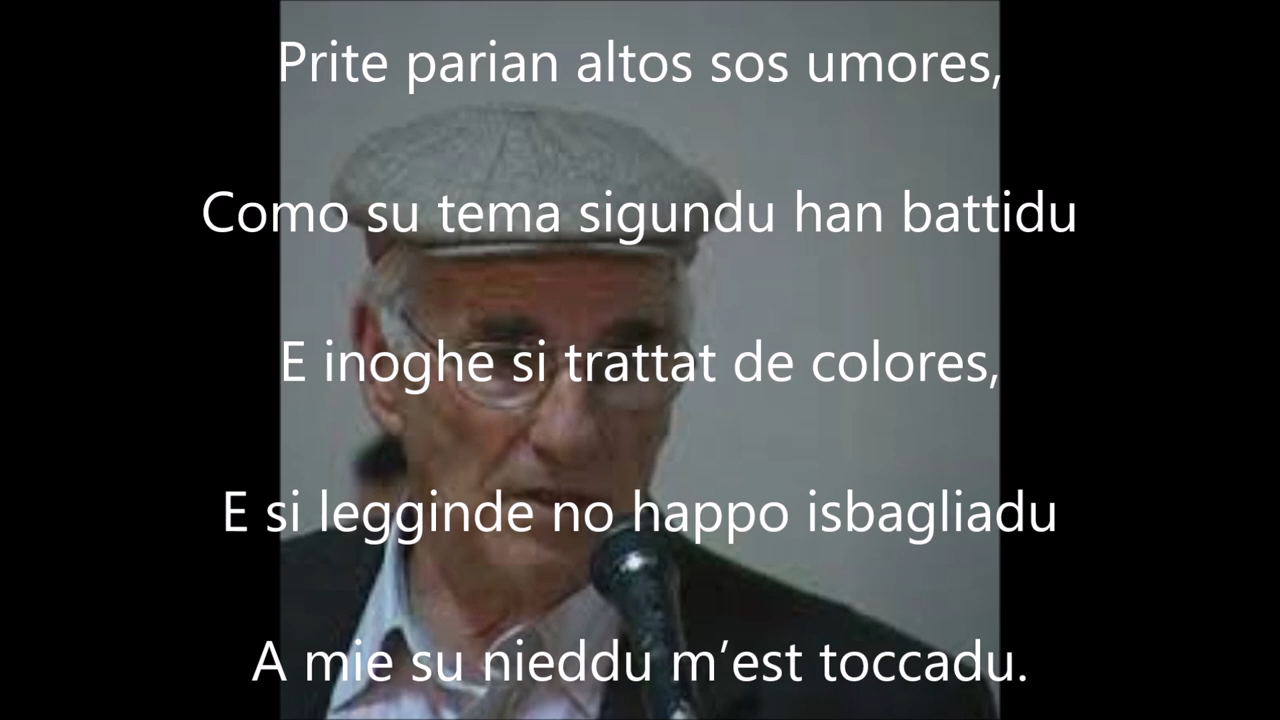 Prite parian altos sos umores,
Como su tema sigundu han battidu
E inoghe si trattat de colores,
E si legginde no happo isbagliadu
A mie su nieddu m’est toccadu.